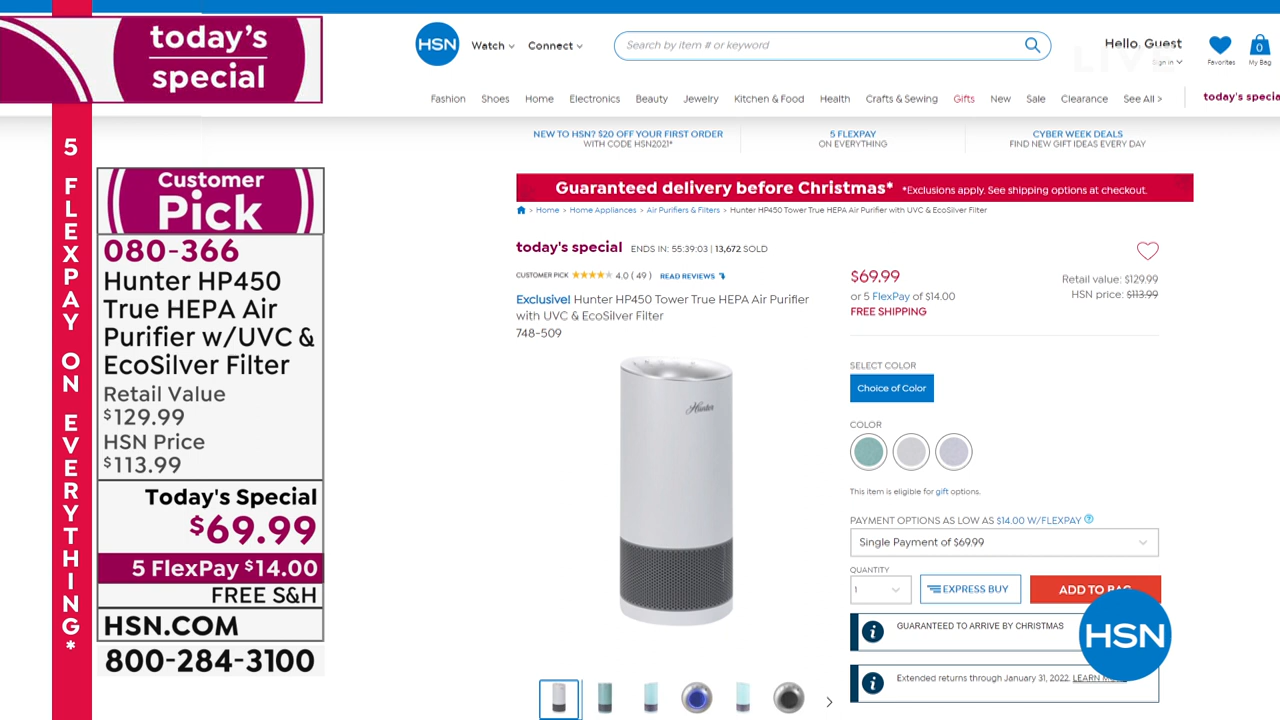 today's
special
5 FLEXPAY ON EVERYTHING*
Customer
Pick
080-366
Hunter HP450
True HEPA Air
Purifier w/UVC &
EcoSilver Filter
Retail Value
$129.99
HSN Price
$113.99
Today's Special
$69.99
5 FlexPay $14.00
FREE S&H
HSN.COM
800-284-3100
HSN
Watch
Connect
Search by item # or keyword
LIVE
Hello, Guest
Sign in
Favorites
0
My Bag
Fashion Shoes Home Electronics Beauty Jewelry Kitchen & Food Health Crafts & Sewing Gifts New Sale Clearance See All > today's specia
NEW TO HSN? $20 OFF YOUR FIRST ORDER
WITH CODE HSN2021*
5 FLEXPAY
ON EVERYTHING
CYBER WEEK DEALS
FIND NEW GIFT IDEAS EVERY DAY
Guaranteed delivery before Christmas* *Exclusions apply. See shipping options at checkout.
> Home > Home Appliances > Air Purifiers & Filters > Hunter HP450 Tower True HEPA Air Purifier with UVC & EcoSilver Filter
today's special ENDS IN: 55:39:03 | 13,672 SOLD
CUSTOMER PICK 4.0 ( 49 ) READ REVIEWS
Exclusive! Hunter HP450 Tower True HEPA Air Purifier
with UVC & EcoSilver Filter
748-509
Hunter
$69.99
or 5 FlexPay of $14.00
FREE SHIPPING
Retail value: $129.99
HSN price: $113.99
SELECT COLOR
Choice of Color
COLOR
This item is eligible for gift options.
PAYMENT OPTIONS AS LOW AS $14.00 W/FLEXPAY ?
Single Payment of $69.99
QUANTITY
1
EXPRESS BUY
ADD TO BAG
GUARANTEED TO ARRIVE BY CHRISTMAS
Extended returns through January 31, 2022. LEARN MORE
HSN